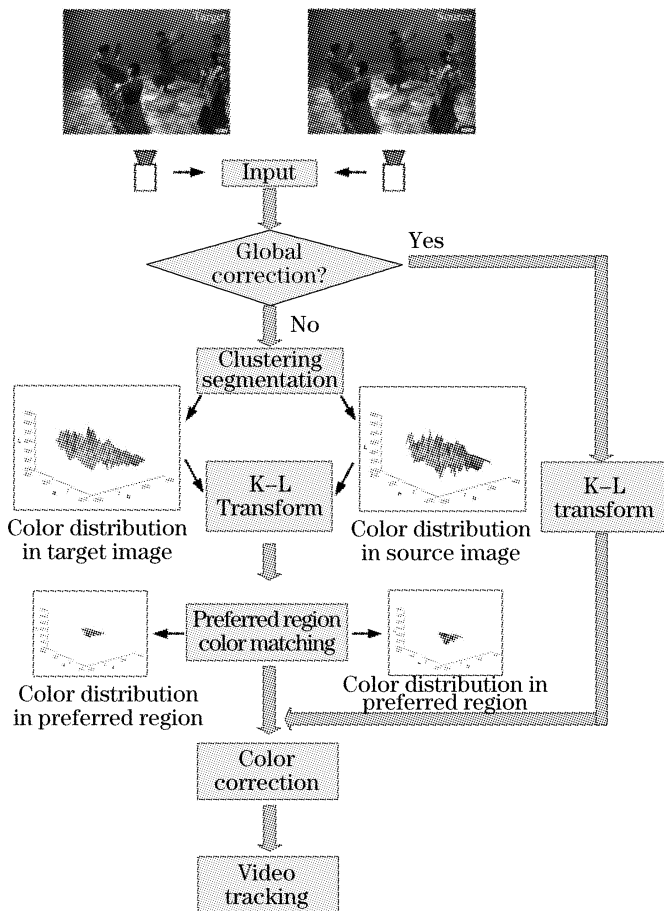 Target
Source
Input
Global
correction?
Yes
No
Clustering
segmentation
K–L
Transform
K–L
transform
Color distribution
in target image
Color distribution
in source image
Preferred region
color matching
Color distribution
in preferred region
Color distribution in
preferred region
Color
correction
Video
tracking